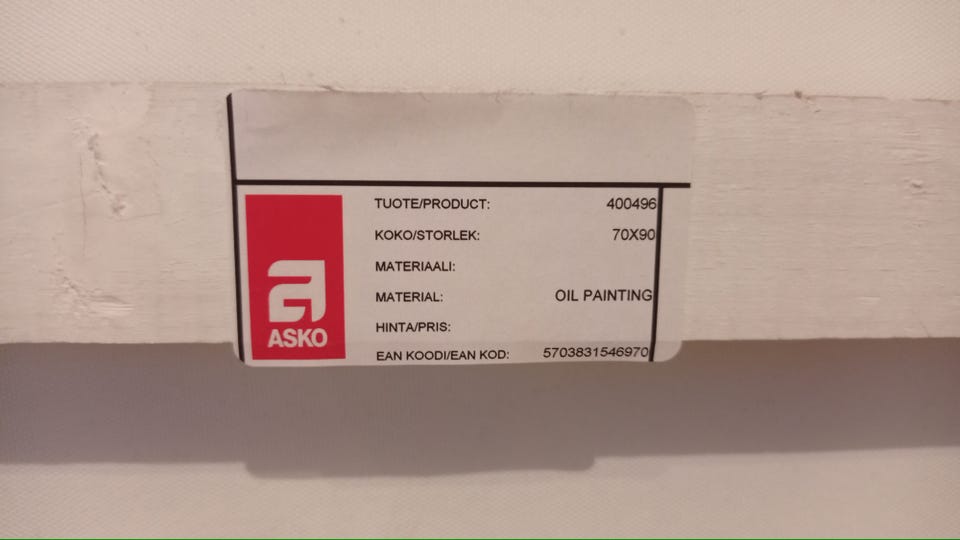 TUOTE/PRODUCT: 400496
KOKO/STORLEK: 70X90
MATERIAALI:
MATERIAL: OIL PAINTING
HINTA/PRIS:
EAN KOODI/EAN KOD: 5703831546970
ASKO